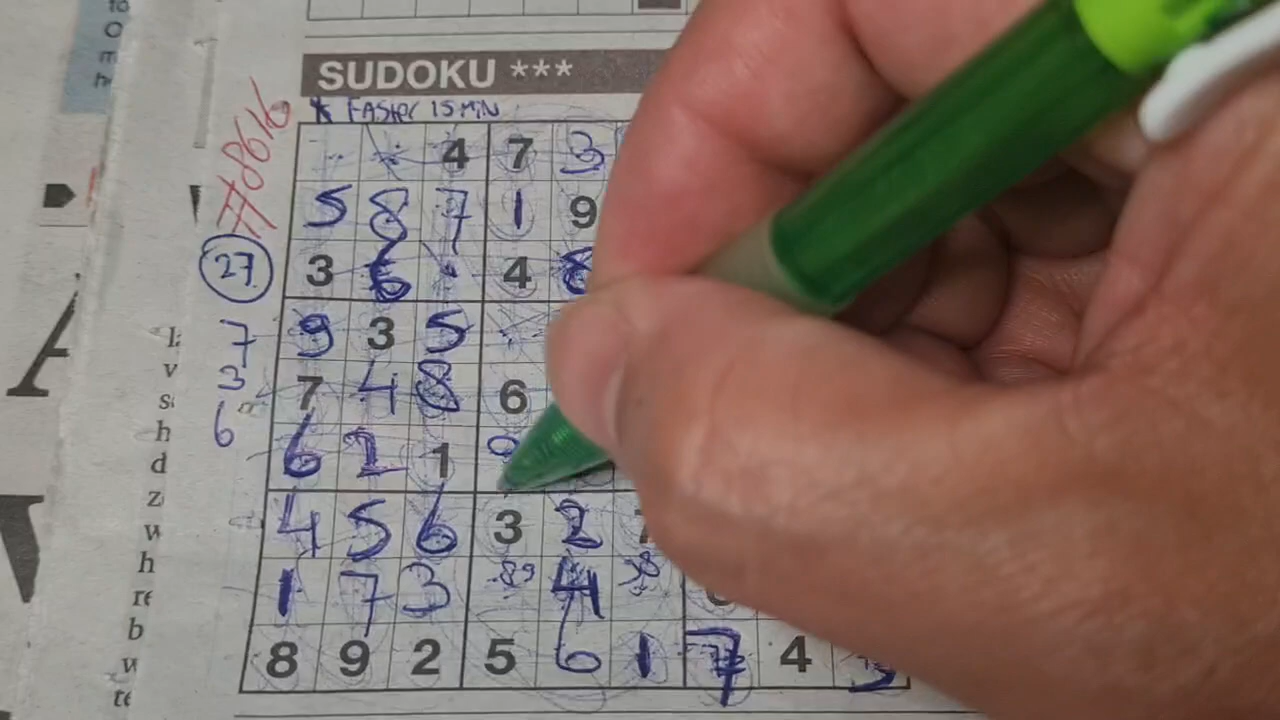 SUDOKU ***
* FASTER 15 MIN
#8616
4 7 3
5 8 7 1 9
27
3 6 4 8
7 9 3 5
3 7 4 8 6
6 6 2 1
4 5 6 3 2 7
1 7 3 89 4
8 9 2 5 6 1 7 4
v
h
d
z
w
h
b